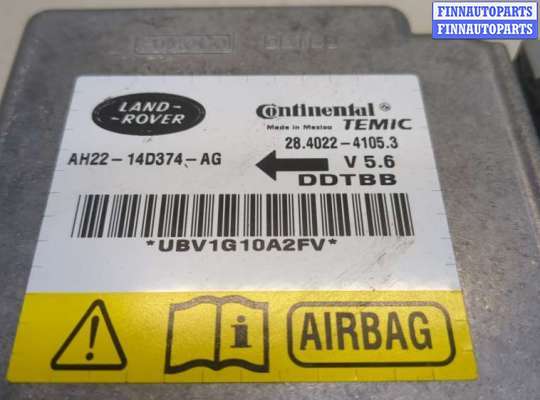 FINNAUTOPARTS
FINNAUTOPARTS
LAND-
-ROVER
Continental
Made in Mexico TEMIC
28.4022-4105.3
AH22-14D374-AG
V 5.6
DDTBB
*UBV1G10A2FV*
AIRBAG